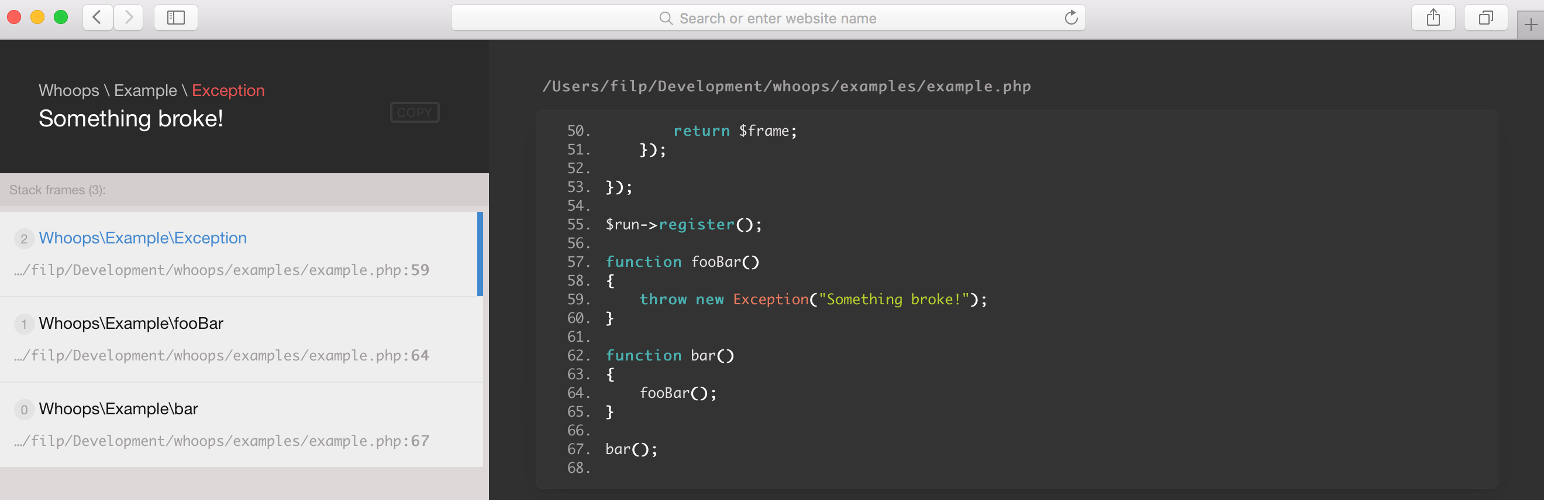 Search or enter website name
Whoops \ Example \ Exception
Something broke!
COPY
Stack frames (3):
2 Whoops\Example\Exception
…/filp/Development/whoops/examples/example.php:59
1 Whoops\Example\fooBar
…/filp/Development/whoops/examples/example.php:64
0 Whoops\Example\bar
…/filp/Development/whoops/examples/example.php:67
/Users/filp/Development/whoops/examples/example.php
50.         return $frame;
51.     });
52.
53. });
54.
55. $run->register();
56.
57. function fooBar()
58. {
59.     throw new Exception("Something broke!");
60. }
61.
62. function bar()
63. {
64.     fooBar();
65. }
66.
67. bar();
68.